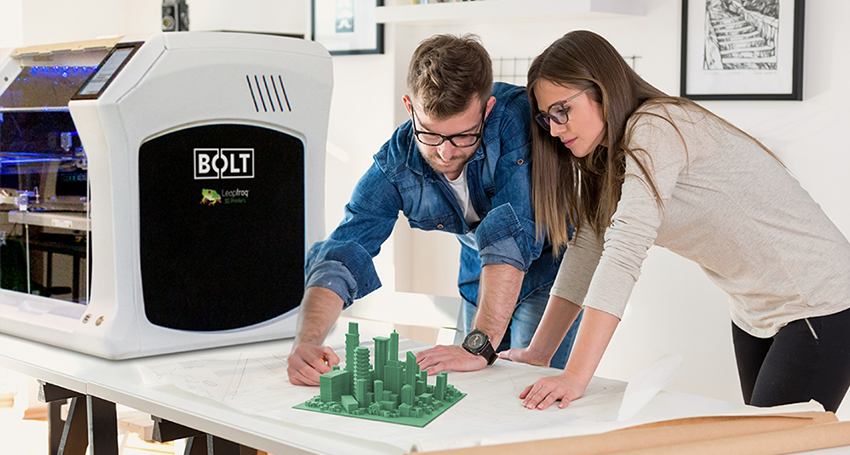 BOLT
Leapfrog
3D Printers